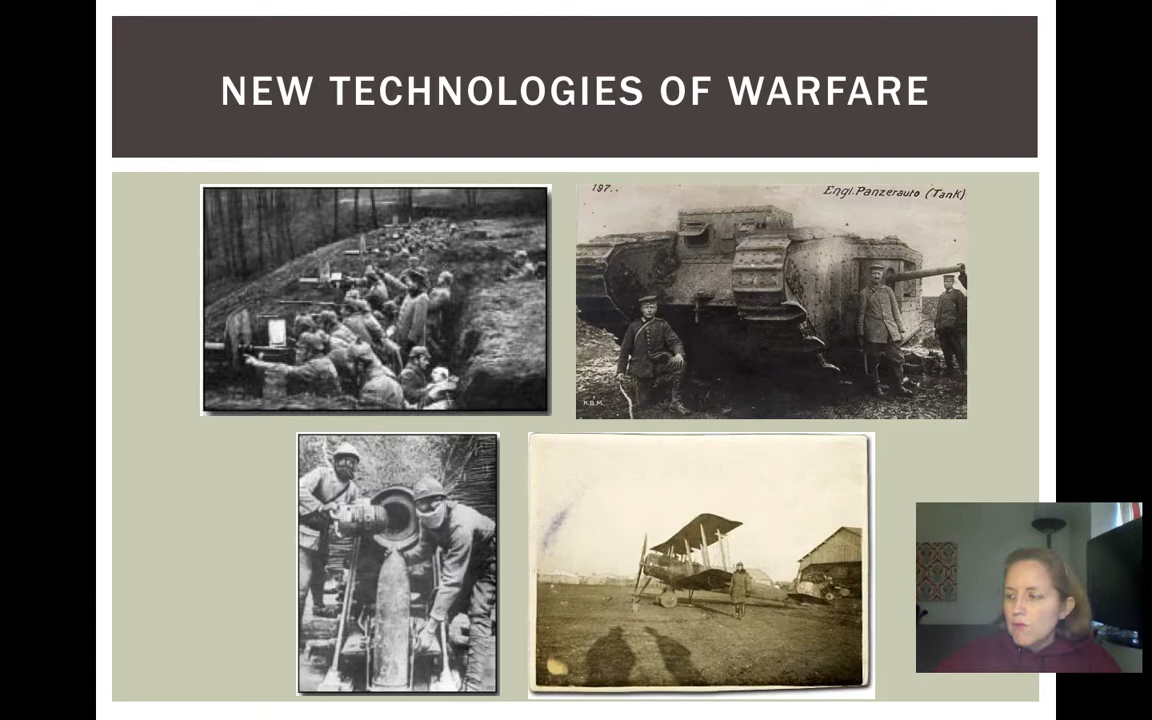 NEW TECHNOLOGIES OF WARFARE
197..
Engl. Panzerauto (Tank)
K.B.M.